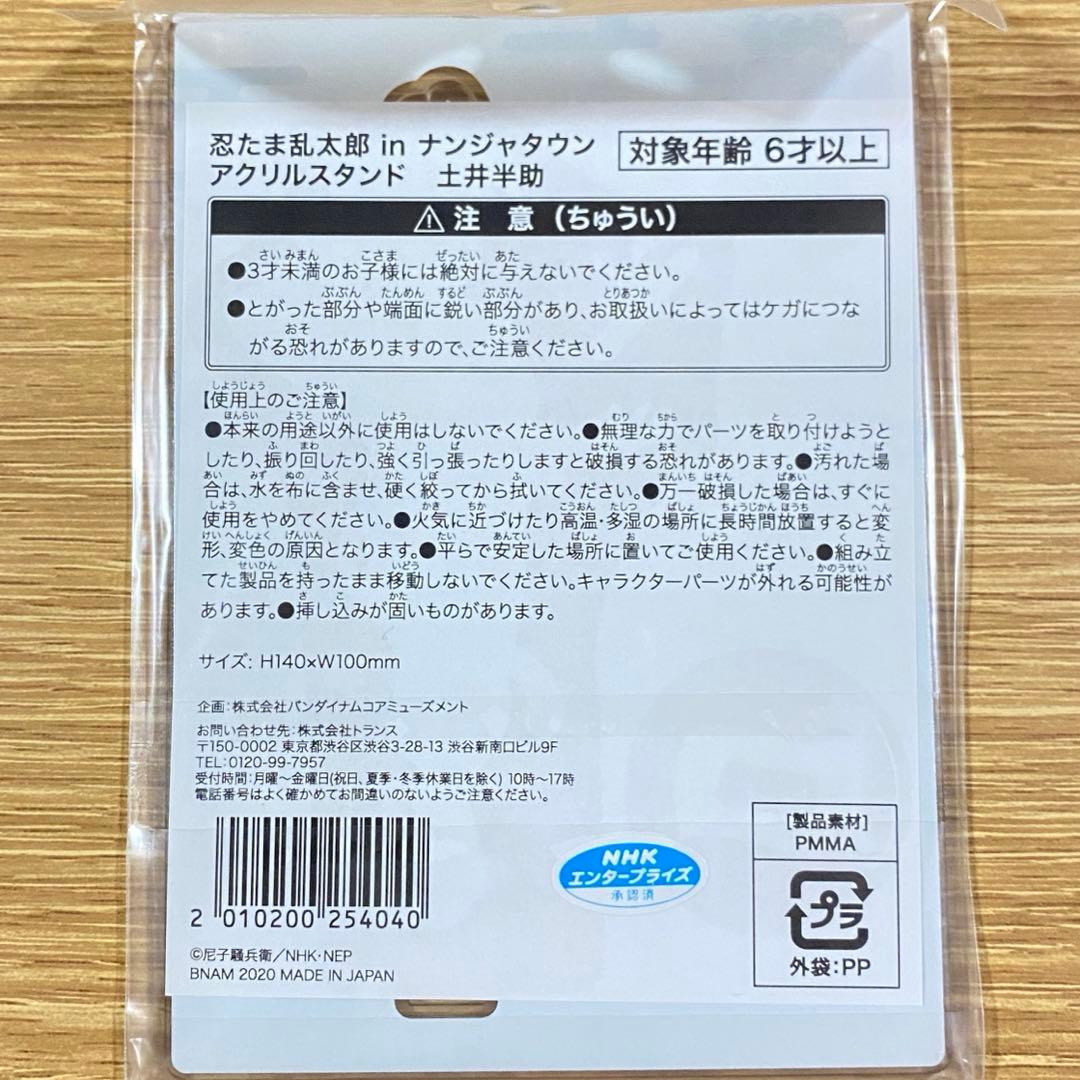 忍たま乱太郎 in ナンジャタウン
アクリルスタンド 土井半助
対象年齢 6才以上
⚠注 意（ちゅうい）
●3才未満のお子様には絶対に与えないでください。
●とがった部分や端面に鋭い部分があり、お取扱いによってはケガにつな
がる恐れがありますので、ご注意ください。
【使用上のご注意】
●本来の用途以外に使用はしないでください。●無理な力でパーツを取り付けようと
したり、振り回したり、強く引っ張ったりしますと破損する恐れがあります。●汚れた場
合は、水を布に含ませ、硬く絞ってから拭いてください。●万一破損した場合は、すぐに
使用をやめてください。●火気に近づけたり高温・多湿の場所に長時間放置すると変
形、変色の原因となります。●平らで安定した場所に置いてご使用ください。●組み立
てた製品を持ったまま移動しないでください。キャラクターパーツが外れる可能性が
あります。●挿し込みが固いものがあります。
サイズ: H140×W100mm
企画：株式会社バンダイナムコアミューズメント
お問い合わせ先：株式会社トランス
〒150-0002 東京都渋谷区渋谷3-28-13 渋谷新南口ビル9F
TEL:0120-99-7957
受付時間：月曜～金曜日(祝日、夏季・冬季休業日を除く) 10時～17時
電話番号はよく確かめてお間違いのないようご注意ください。
2 010200 254040
©尼子騒兵衛／NHK・NEP
BNAM 2020 MADE IN JAPAN
NHK
エンタープライズ
承認済
[製品素材]
PMMA
プラ
外袋：PP